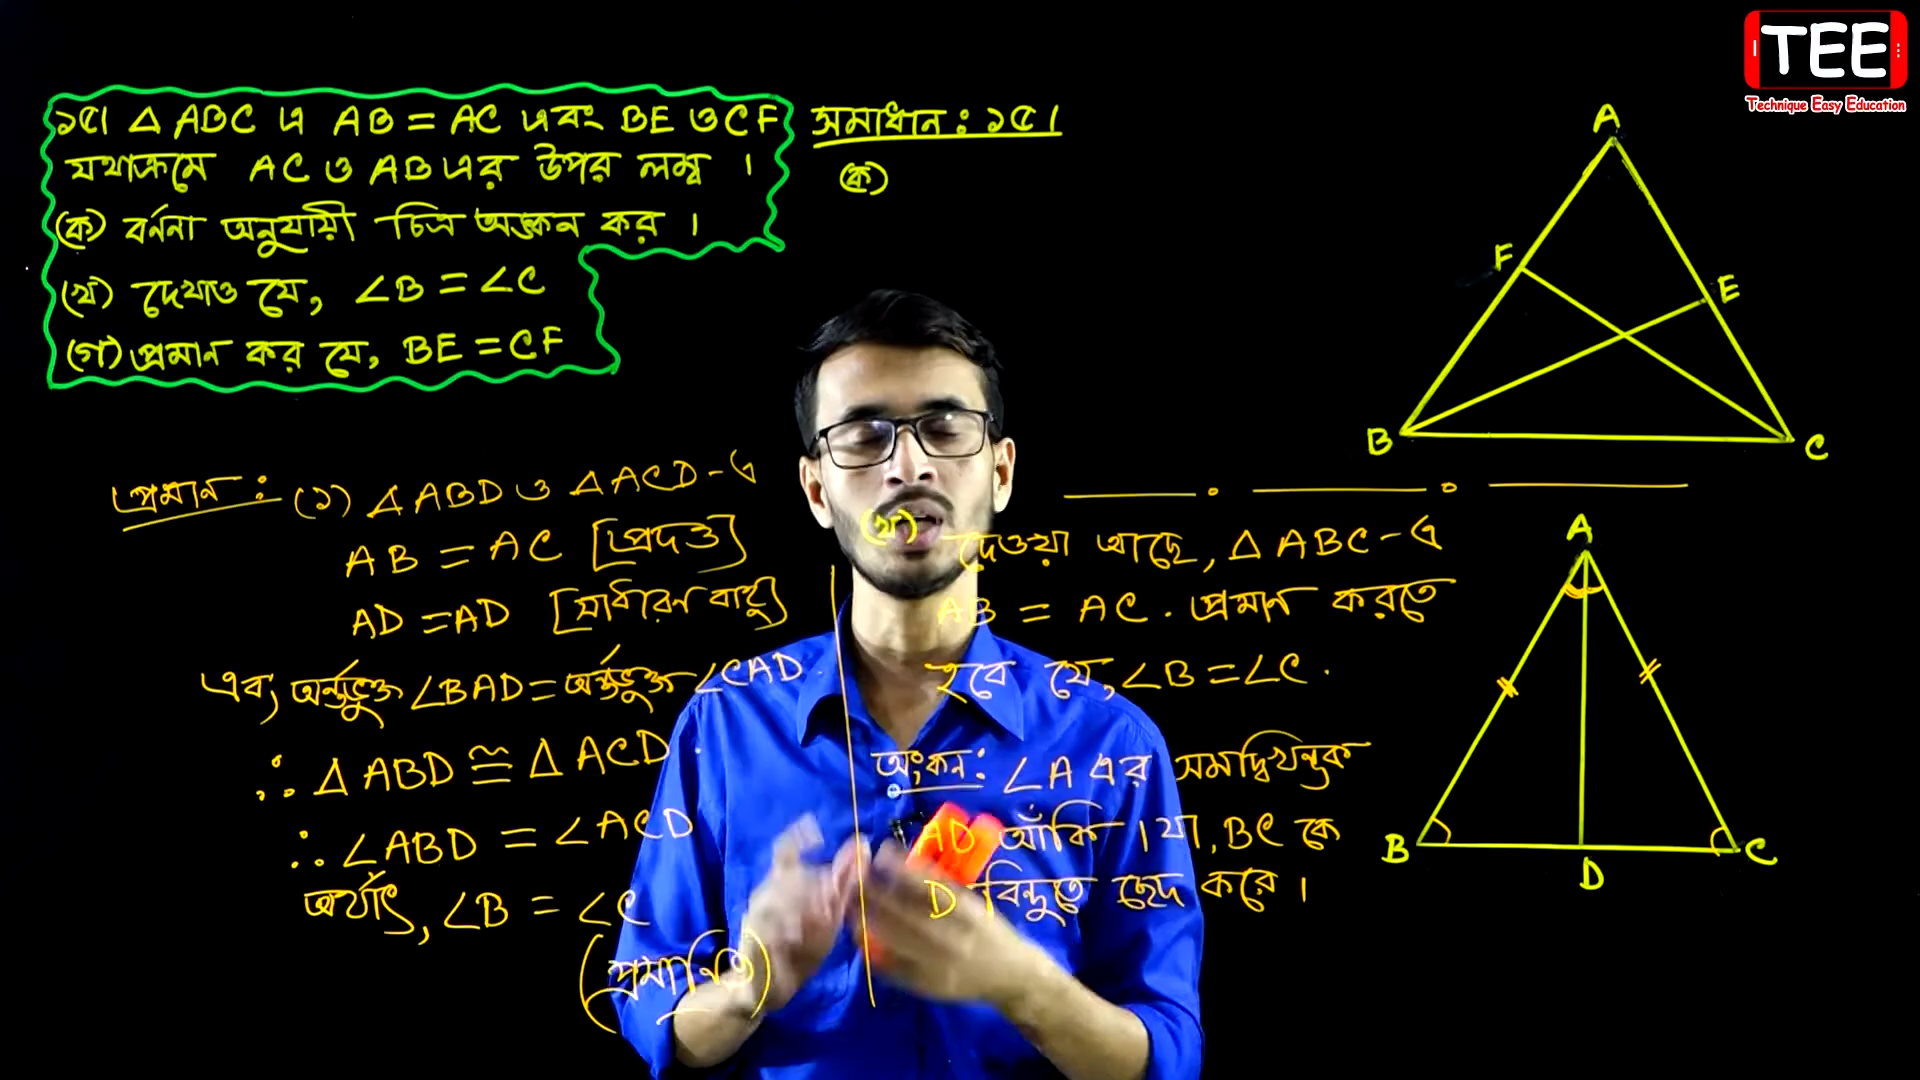 TEE
Technique Easy Education
১৫। △ ABC এ AB = AC এবং BE ও CF
যথাক্রমে AC ও AB এর উপর লম্ব ।
(ক) বর্ননা অনুযায়ী চিত্র অঙ্কন কর ।
(খ) দেখাও যে, ∠B = ∠C
(গ) প্রমান কর যে, BE = CF
সমাধান : ১৫।
(ক)
A
F
E
B
C
(খ) দেওয়া আছে, △ ABC - এ
AB = AC . প্রমান করতে
হবে যে, ∠B = ∠C .
অংকন : ∠A এর সমদ্বিখন্ডক
AD আঁকি । যা, BC কে
D বিন্দুতে ছেদ করে ।
A
B
D
C
প্রমান : (১) △ ABD ও △ ACD - এ
AB = AC [প্রদত্ত]
AD = AD [সাধারন বাহু]
এবং অর্ন্তভুক্ত ∠BAD = অর্ন্তভুক্ত ∠CAD
∴ △ ABD ≅ △ ACD .
∴ ∠ABD = ∠ACD
অর্থাৎ, ∠B = ∠C
(প্রমানিত)